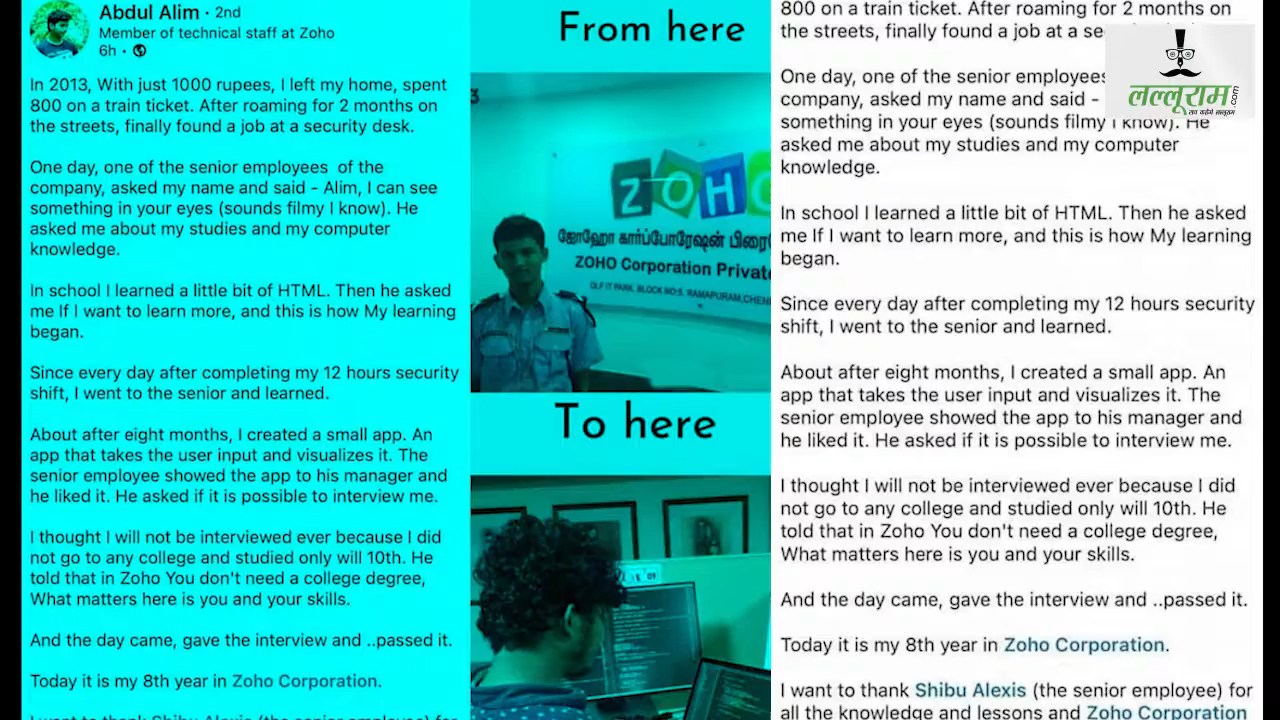 Abdul Alim · 2nd
Member of technical staff at Zoho
6h ·
In 2013, With just 1000 rupees, I left my home, spent
800 on a train ticket. After roaming for 2 months on
the streets, finally found a job at a security desk.
One day, one of the senior employees of the
company, asked my name and said - Alim, I can see
something in your eyes (sounds filmy I know). He
asked me about my studies and my computer
knowledge.
In school I learned a little bit of HTML. Then he asked
me If I want to learn more, and this is how My learning
began.
Since every day after completing my 12 hours security
shift, I went to the senior and learned.
About after eight months, I created a small app. An
app that takes the user input and visualizes it. The
senior employee showed the app to his manager and
he liked it. He asked if it is possible to interview me.
I thought I will not be interviewed ever because I did
not go to any college and studied only will 10th. He
told that in Zoho You don't need a college degree,
What matters here is you and your skills.
And the day came, gave the interview and ..passed it.
Today it is my 8th year in Zoho Corporation.
I want to thank Shibu Alexis (the senior employee) for
From here
3
ZOHO
ஜோஹோ கார்ப்போரேஷன் பிரை
ZOHO Corporation Private
DLF IT PARK, BLOCK NO:5, RAMAPURAM, CHEN
To here
800 on a train ticket. After roaming for 2 months on
the streets, finally found a job at a se
One day, one of the senior employees
company, asked my name and said -
something in your eyes (sounds filmy I know). He
asked me about my studies and my computer
knowledge.
In school I learned a little bit of HTML. Then he asked
me If I want to learn more, and this is how My learning
began.
Since every day after completing my 12 hours security
shift, I went to the senior and learned.
About after eight months, I created a small app. An
app that takes the user input and visualizes it. The
senior employee showed the app to his manager and
he liked it. He asked if it is possible to interview me.
I thought I will not be interviewed ever because I did
not go to any college and studied only will 10th. He
told that in Zoho You don't need a college degree,
What matters here is you and your skills.
And the day came, gave the interview and ..passed it.
Today it is my 8th year in Zoho Corporation.
I want to thank Shibu Alexis (the senior employee) for
all the knowledge and lessons and Zoho Corporation
लल्लूराम.com